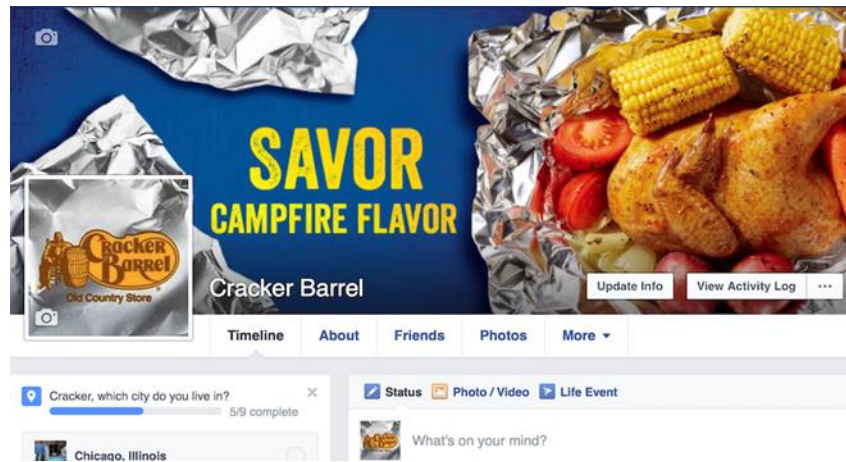 SAVOR
CAMPFIRE FLAVOR
CRACKER
BARREL
Old Country Store
Cracker Barrel
Update Info
View Activity Log ...
Timeline About Friends Photos More
Cracker, which city do you live in?
5/9 complete
Chicago, Illinois
Status Photo / Video Life Event
What's on your mind?